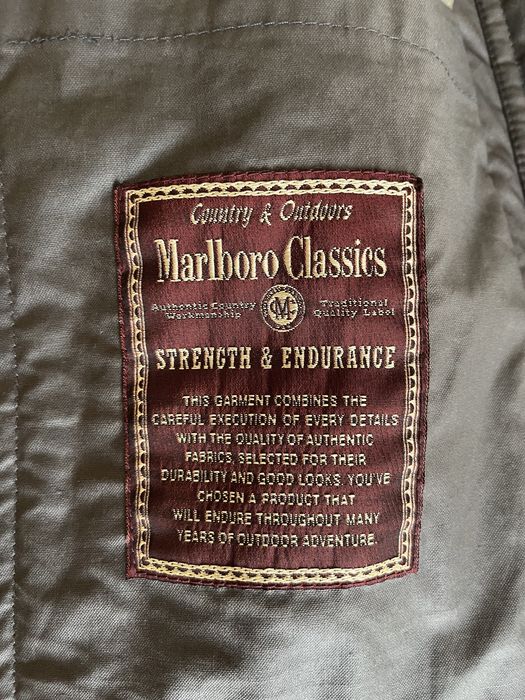 Country & Outdoors
Marlboro Classics
Authentic Country
Workmanship
MC
Traditional
Quality Label
STRENGTH & ENDURANCE
THIS GARMENT COMBINES THE
CAREFUL EXECUTION OF EVERY DETAILS
WITH THE QUALITY OF AUTHENTIC
FABRICS, SELECTED FOR THEIR
DURABILITY AND GOOD LOOKS. YOU'VE
CHOSEN A PRODUCT THAT
WILL ENDURE THROUGHOUT MANY
YEARS OF OUTDOOR ADVENTURE.